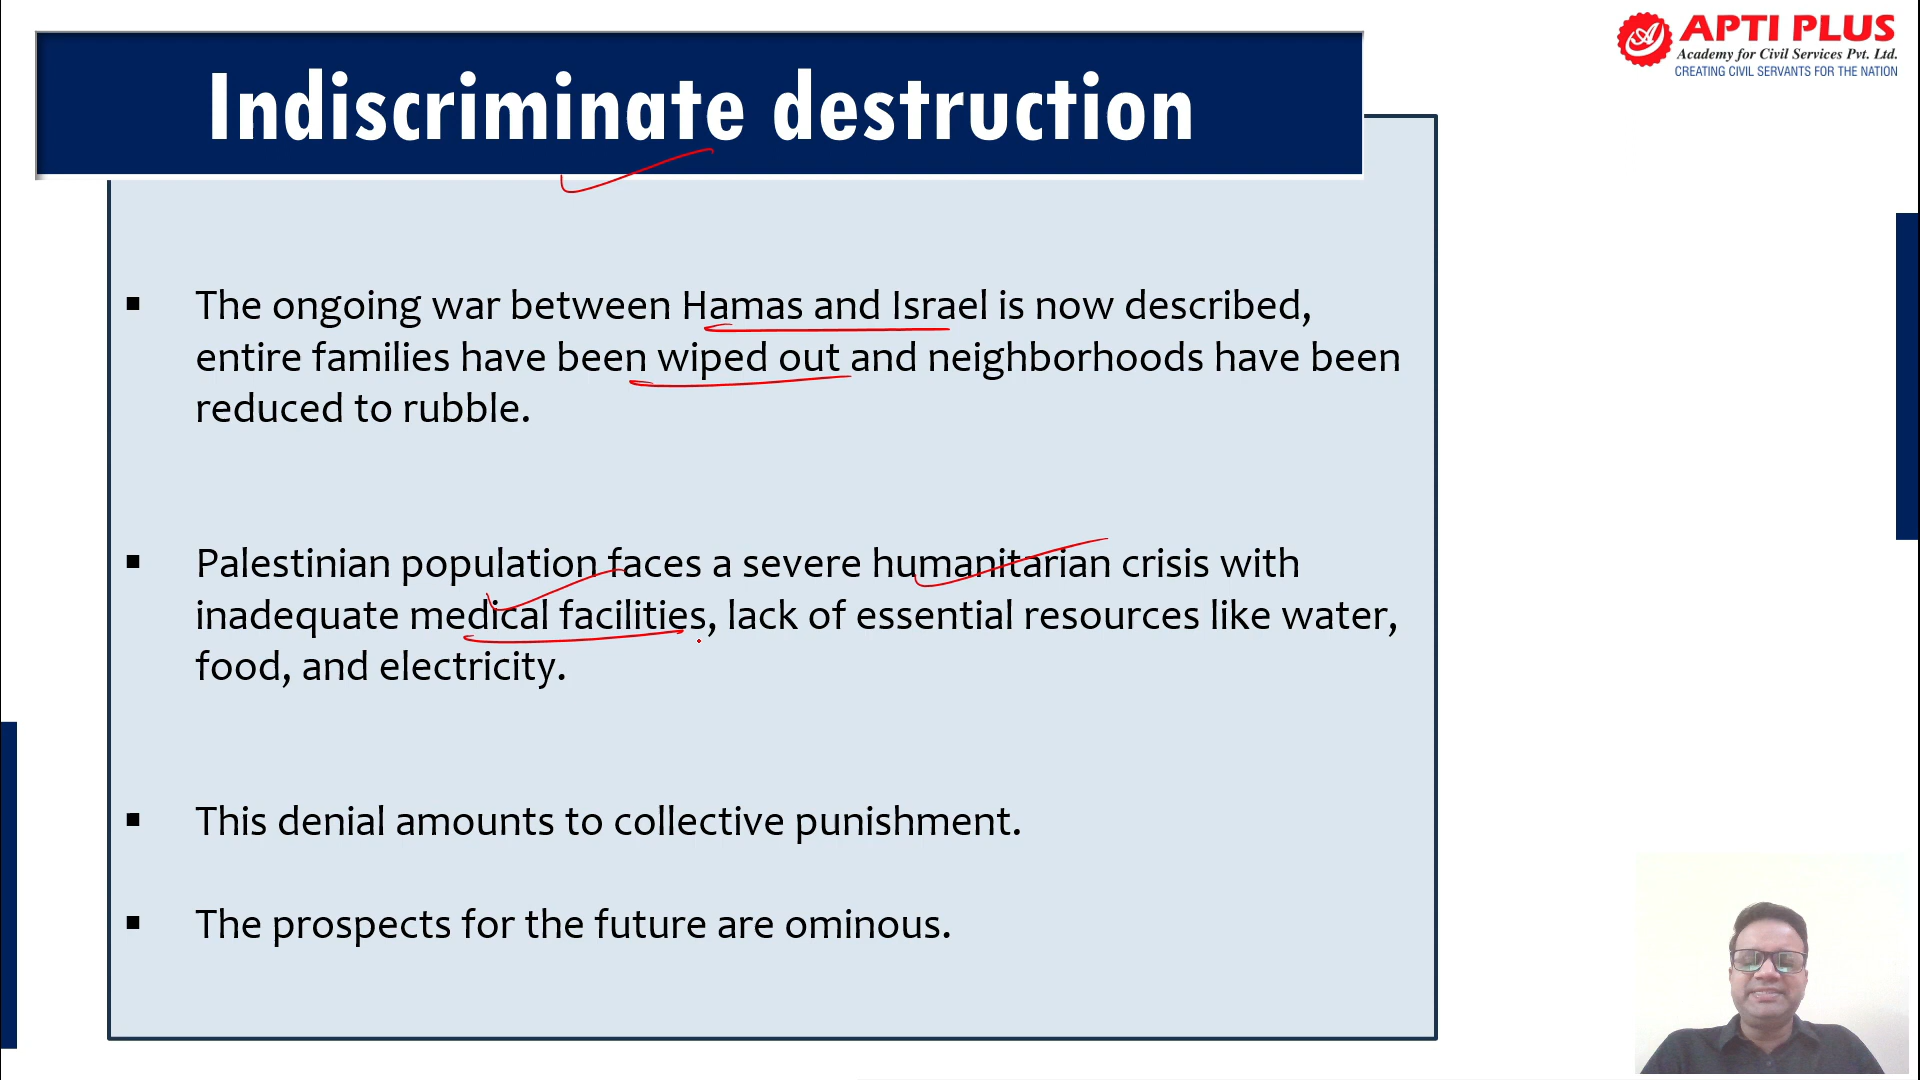 APTI PLUS
Academy for Civil Services Pvt. Ltd.
CREATING CIVIL SERVANTS FOR THE NATION
Indiscriminate destruction
▪ The ongoing war between Hamas and Israel is now described,
entire families have been wiped out and neighborhoods have been
reduced to rubble.
▪ Palestinian population faces a severe humanitarian crisis with
inadequate medical facilities, lack of essential resources like water,
food, and electricity.
▪ This denial amounts to collective punishment.
▪ The prospects for the future are ominous.